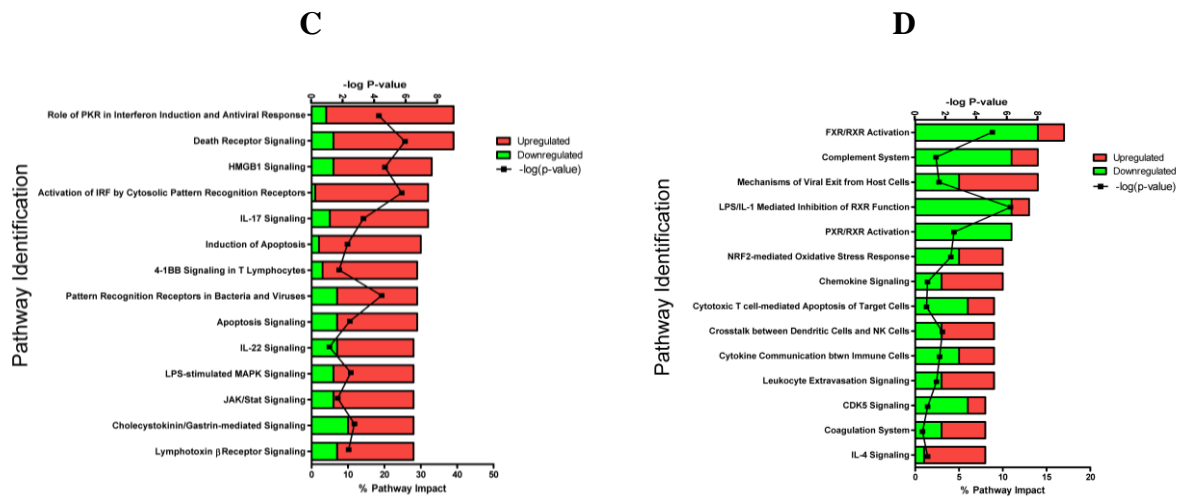 C
-log P-value
0 2 4 6 8
Role of PKR in Interferon Induction and Antiviral Response
Death Receptor Signaling
HMGB1 Signaling
Activation of IRF by Cytosolic Pattern Recognition Receptors
IL-17 Signaling
Induction of Apoptosis
4-1BB Signaling in T Lymphocytes
Pattern Recognition Receptors in Bacteria and Viruses
Apoptosis Signaling
IL-22 Signaling
LPS-stimulated MAPK Signaling
JAK/Stat Signaling
Cholecystokinin/Gastrin-mediated Signaling
Lymphotoxin βReceptor Signaling
0 10 20 30 40 50
% Pathway Impact
Pathway Identification
Upregulated
Downregulated
-log(p-value)
D
-log P-value
0 2 4 6 8
FXR/RXR Activation
Complement System
Mechanisms of Viral Exit from Host Cells
LPS/IL-1 Mediated Inhibition of RXR Function
PXR/RXR Activation
NRF2-mediated Oxidative Stress Response
Chemokine Signaling
Cytotoxic T cell-mediated Apoptosis of Target Cells
Crosstalk between Dendritic Cells and NK Cells
Cytokine Communication btwn Immune Cells
Leukocyte Extravasation Signaling
CDK5 Signaling
Coagulation System
IL-4 Signaling
0 5 10 15 20
% Pathway Impact
Pathway Identification
Upregulated
Downregulated
-log(p-value)